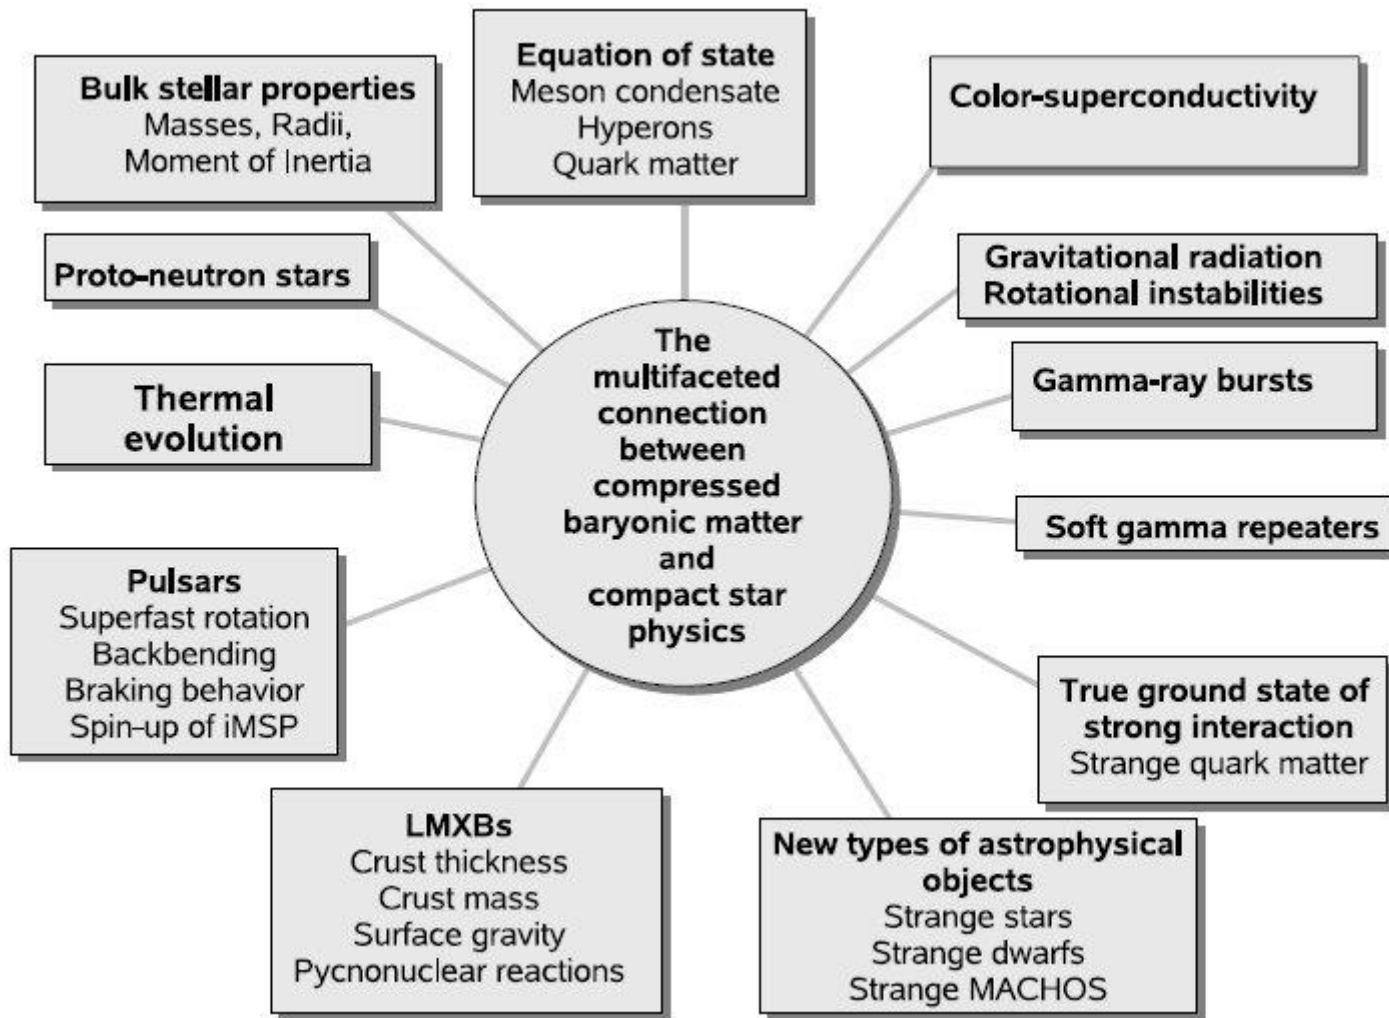 Equation of state
Meson condensate
Hyperons
Quark matter
Bulk stellar properties
Masses, Radii,
Moment of Inertia
Color-superconductivity
Proto-neutron stars
Gravitational radiation
Rotational instabilities
The
multifaceted
connection
between
compressed
baryonic matter
and
compact star
physics
Gamma-ray bursts
Thermal
evolution
Soft gamma repeaters
Pulsars
Superfast rotation
Backbending
Braking behavior
Spin-up of iMSP
True ground state of
strong interaction
Strange quark matter
LMXBs
Crust thickness
Crust mass
Surface gravity
Pycnonuclear reactions
New types of astrophysical
objects
Strange stars
Strange dwarfs
Strange MACHOS